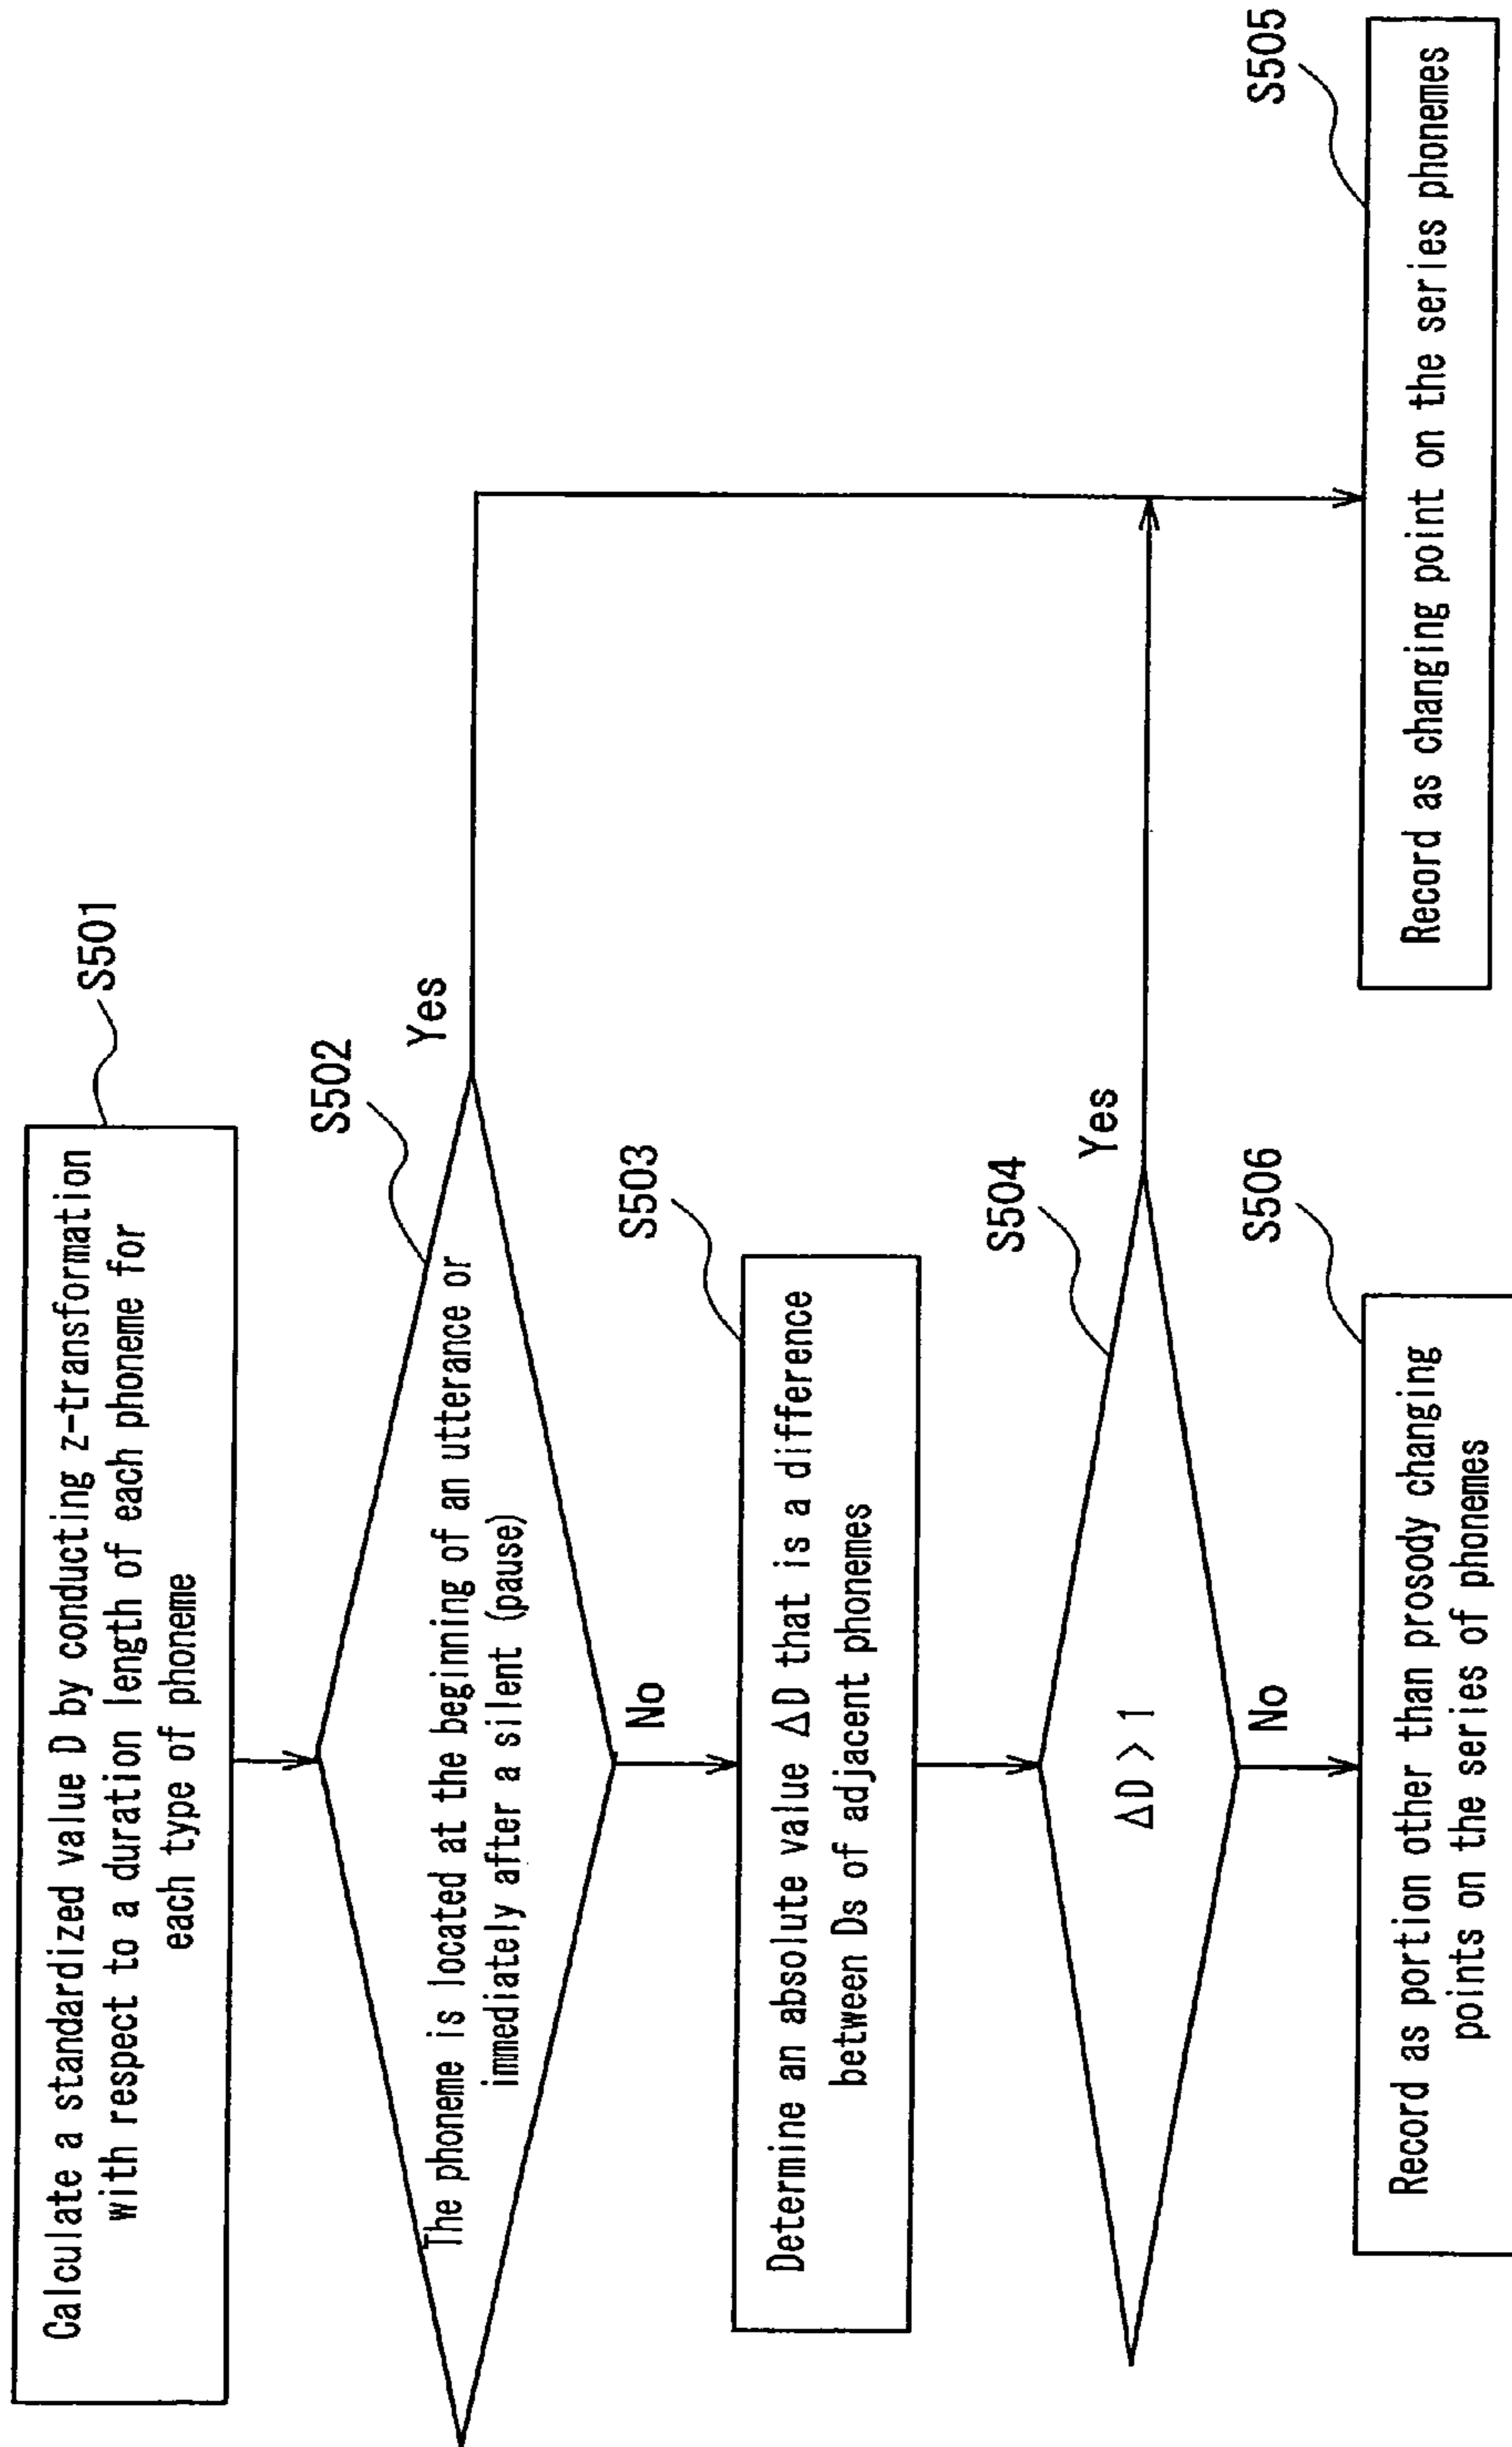 Calculate a standardized value D by conducting z-transformation
with respect to a duration length of each phoneme for
each type of phoneme
S501
The phoneme is located at the beginning of an utterance or
immediately after a silent (pause)
S502
Yes
No
Determine an absolute value ΔD that is a difference
between Ds of adjacent phonemes
S503
ΔD > 1
S504
Yes
No
Record as portion other than prosody changing
points on the series of phonemes
S506
Record as changing point on the series phonemes
S505